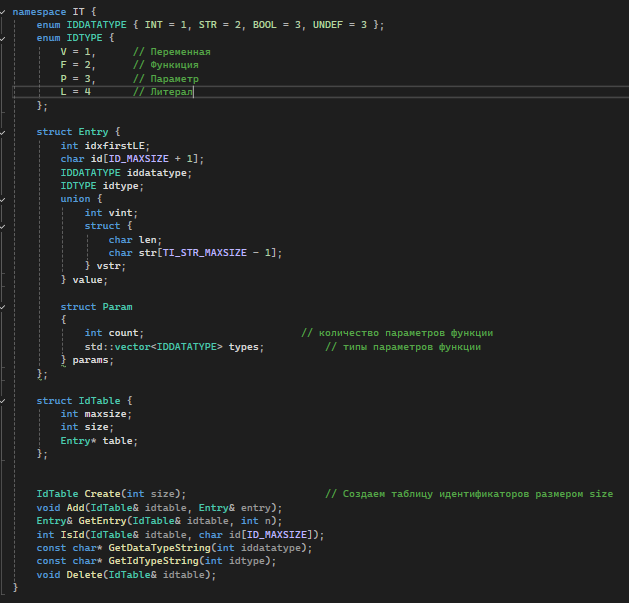 namespace IT {
    enum IDDATATYPE { INT = 1, STR = 2, BOOL = 3, UNDEF = 3 };
    enum IDTYPE {
        V = 1,      // Переменная
        F = 2,      // Функиция
        P = 3,      // Параметр
        L = 4       // Литерал
    };

    struct Entry {
        int idxfirstLE;
        char id[ID_MAXSIZE + 1];
        IDDATATYPE iddatatype;
        IDTYPE idtype;
        union {
            int vint;
            struct {
                char len;
                char str[TI_STR_MAXSIZE - 1];
            } vstr;
        } value;

        struct Param
        {
            int count;                          // количество параметров функции
            std::vector<IDDATATYPE> types;          // типы параметров функции
        } params;
    };

    struct IdTable {
        int maxsize;
        int size;
        Entry* table;
    };


    IdTable Create(int size);                       // Создаем таблицу идентификаторов размером size
    void Add(IdTable& idtable, Entry& entry);
    Entry& GetEntry(IdTable& idtable, int n);
    int IsId(IdTable& idtable, char id[ID_MAXSIZE]);
    const char* GetDataTypeString(int iddatatype);
    const char* GetIdTypeString(int idtype);
    void Delete(IdTable& idtable);
}